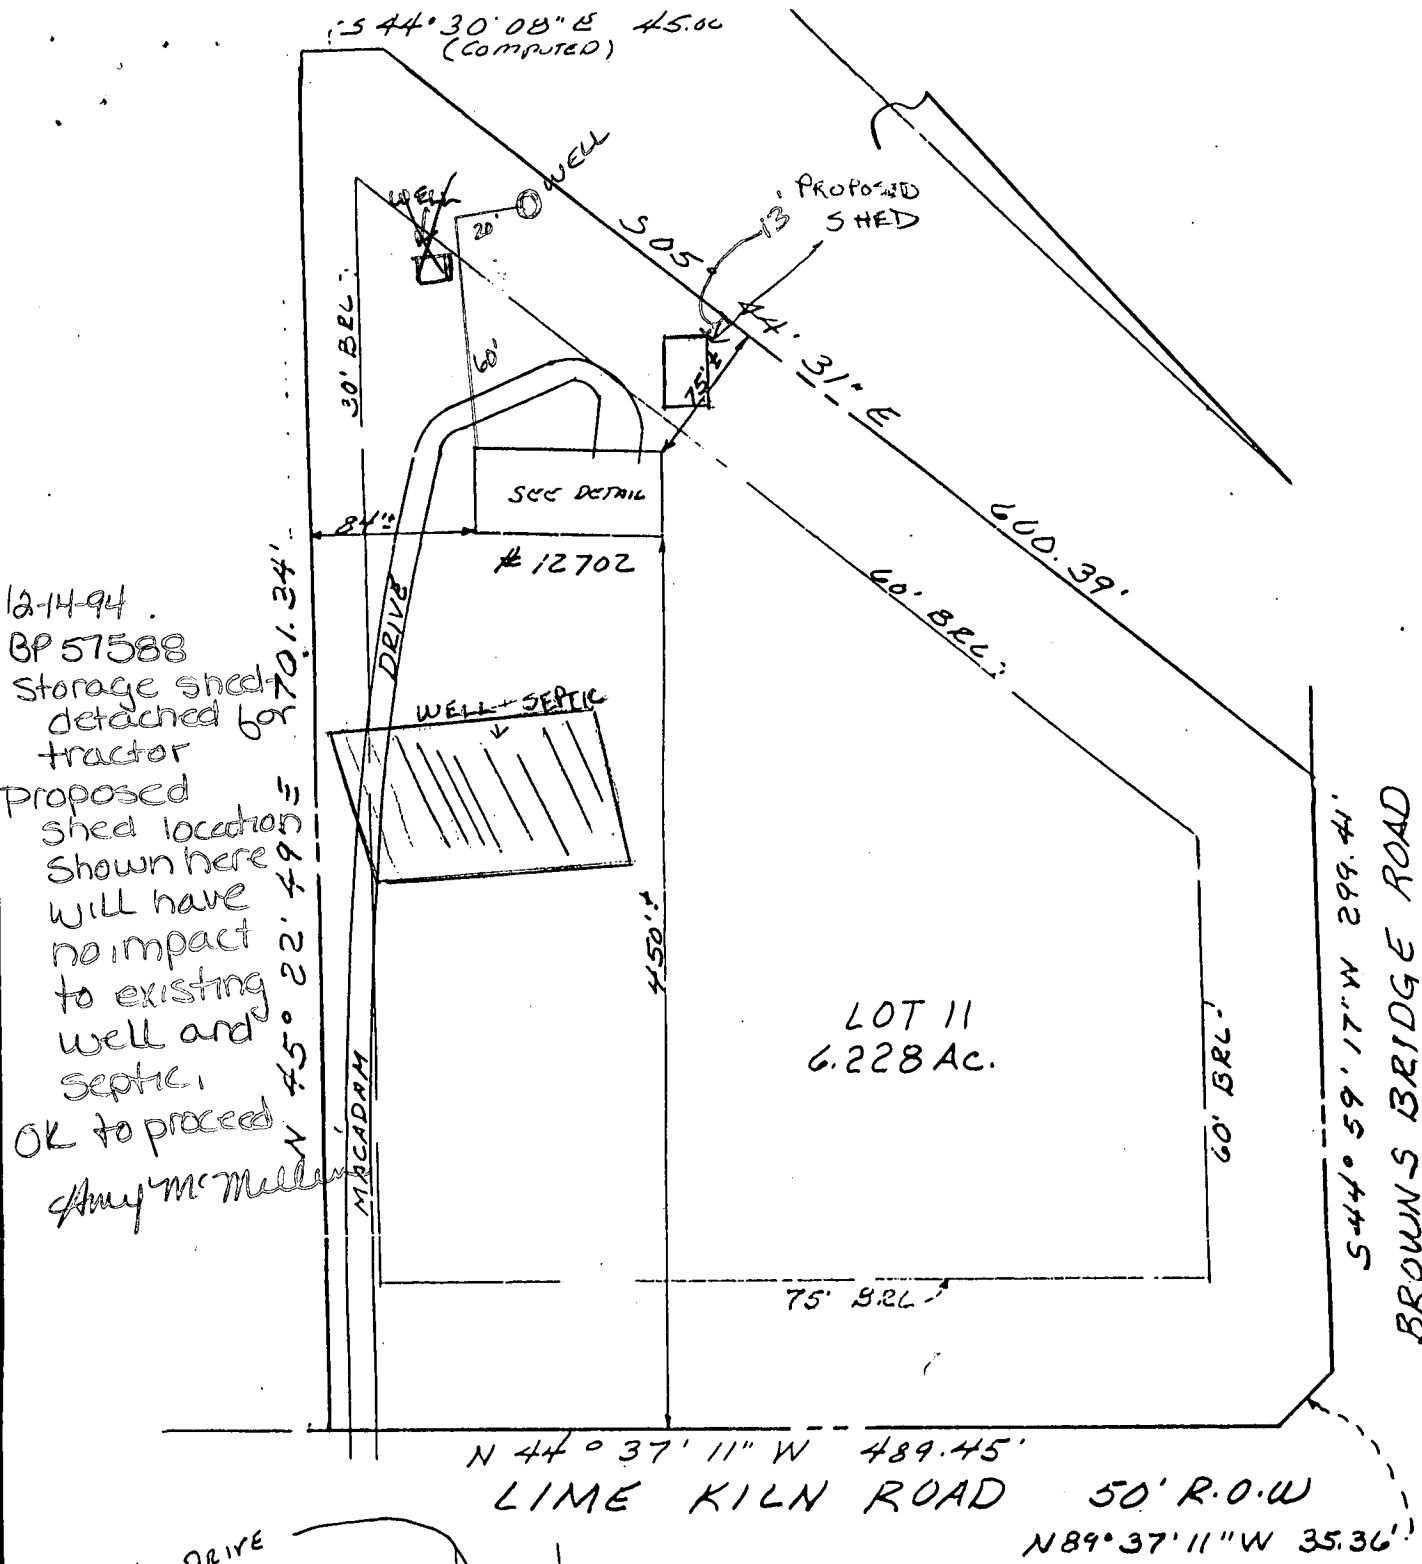 S 44° 30' 08" E 45.00
(COMPUTED)
WELL
WELL
20'
60'
PROPOSED
SHED
13'
S 05
44' 31" E
660.39'
75'±
30' BRL
SEE DETAIL
84'±
# 12702
DRIVE
60' BRL
12-14-94
BP 57588
Storage shed
detached for
tractor
proposed
shed location
shown here
will have
no impact
to existing
well and
septic.
OK to proceed
Amy McMillen
N 45° 22' 49" E 701.34'
WELL + SEPTIC
450'±
LOT 11
6.228 AC.
MACADAM
60' BRL
75' BRL
S 44° 59' 17" W 299.41'
BROWNS BRIDGE ROAD
N 44° 37' 11" W 489.45'
LIME KILN ROAD 50' R.O.W
N 89° 37' 11" W 35.36'
DRIVE